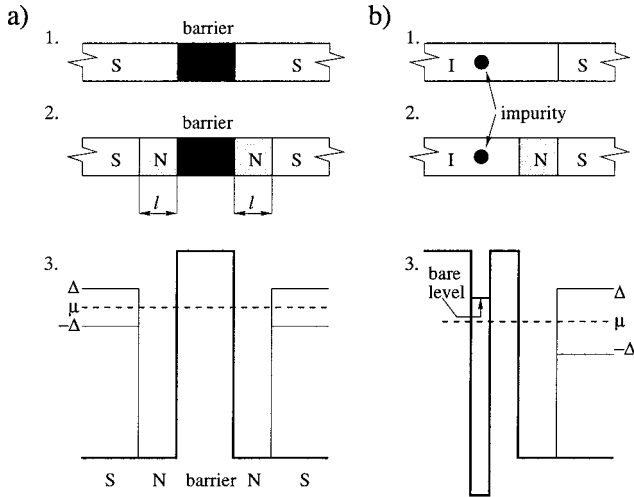 a)
barrier
1.
S
S
barrier
2.
S N N S
l l
3.
Δ
μ
−Δ
S N barrier N S
b)
1.
I S
impurity
2.
I N S
3.
bare
level
Δ
μ
−Δ